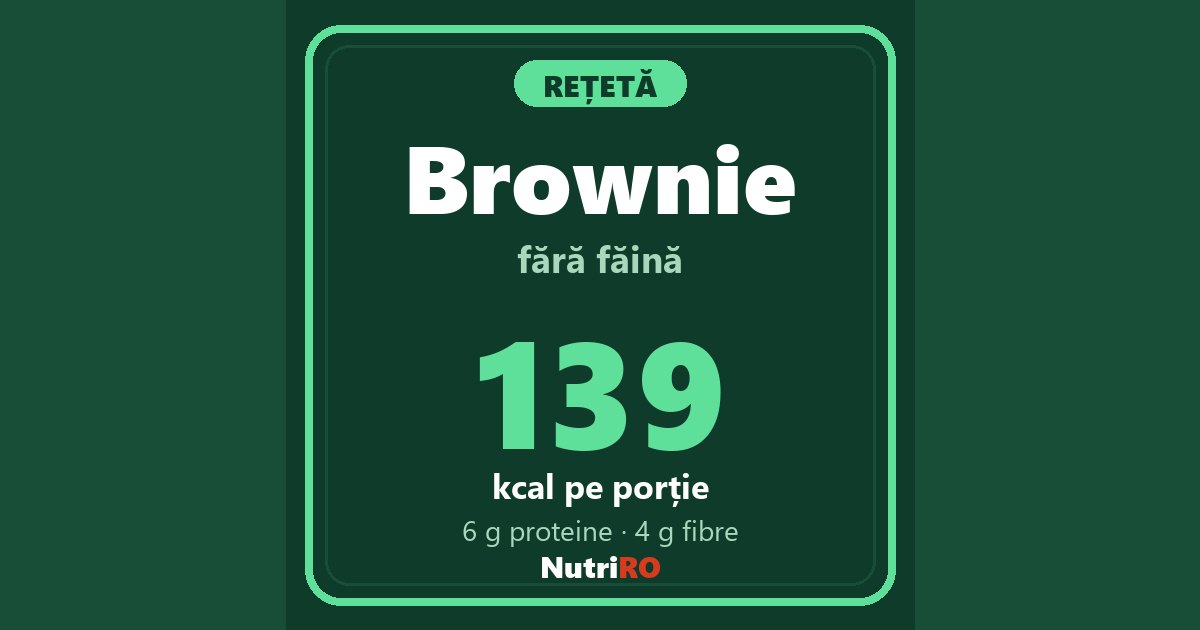 REȚETĂ
Brownie
fără făină
139
kcal pe porție
6 g proteine · 4 g fibre
NutriRO